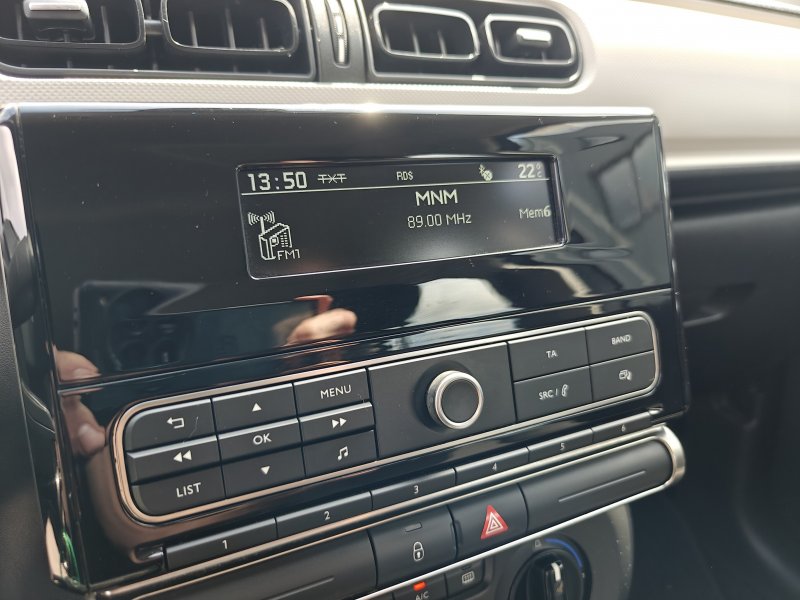 13:50 TXT RDS 22°C
MNM
89.00 MHz
Mem6
FM1
MENU
OK
LIST
TA
BAND
SRC/
1 2 3 4 5 6
A/C